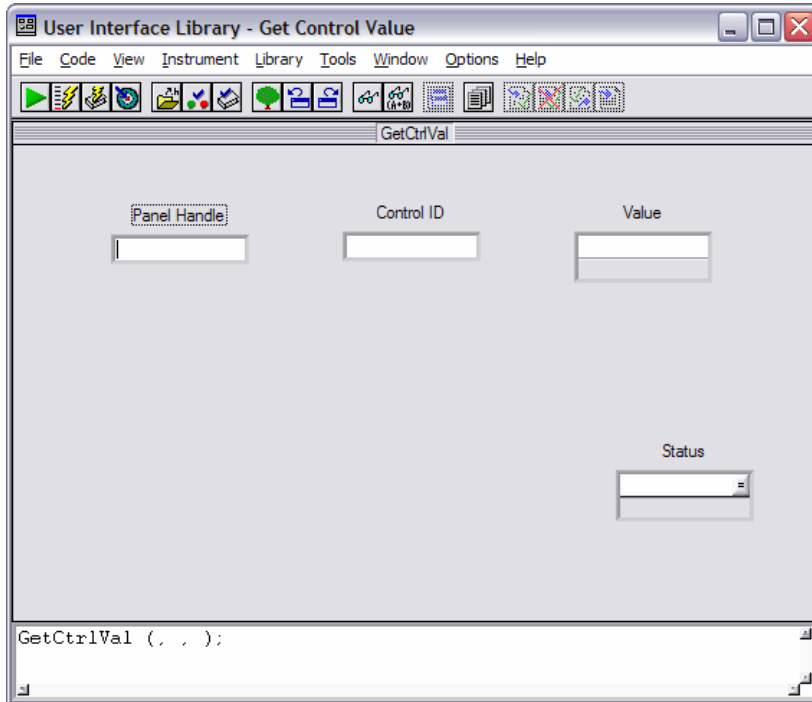 User Interface Library - Get Control Value
File Code View Instrument Library Tools Window Options Help
GetCtrlVal
Panel Handle Control ID Value
Status
GetCtrlVal (, , );